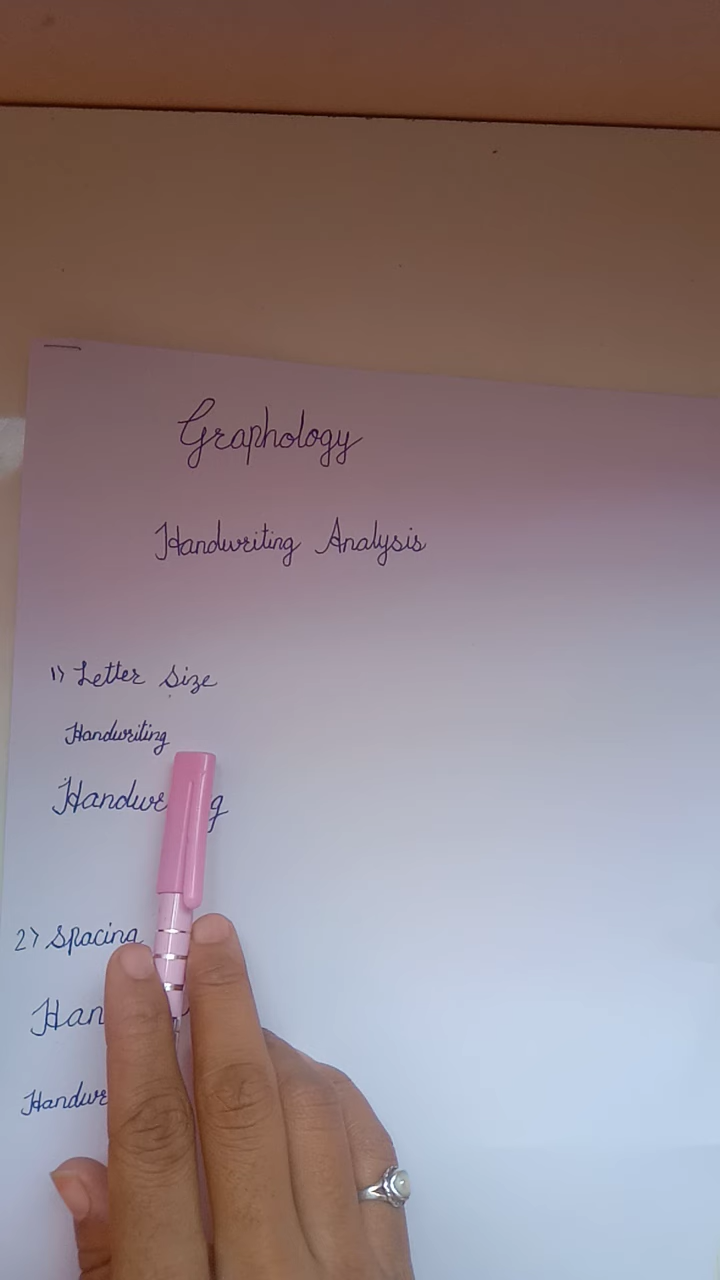 Graphology
Handwriting Analysis
1) Letter Size
Handwriting
2) Spacing